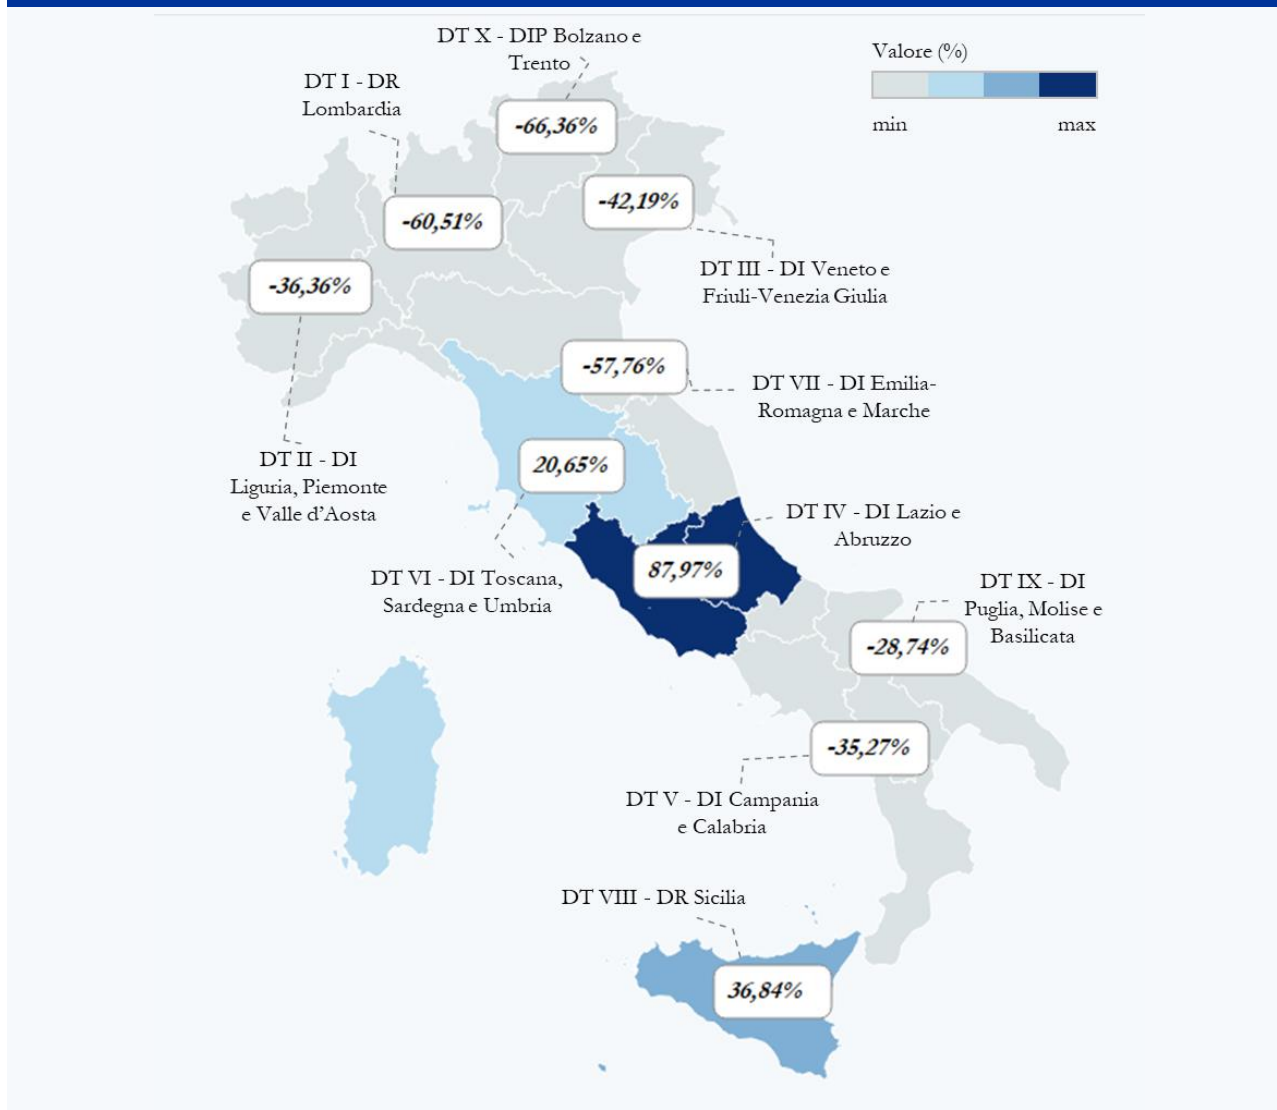 DT X - DIP Bolzano e
Trento
Valore (%)
min
max
DT I - DR
Lombardia
-66,36%
-42,19%
-60,51%
DT III - DI Veneto e
Friuli-Venezia Giulia
-36,36%
-57,76%
DT VII - DI Emilia-
Romagna e Marche
DT II - DI
Liguria, Piemonte
e Valle d'Aosta
20,65%
DT IV - DI Lazio e
Abruzzo
87,97%
DT VI - DI Toscana,
Sardegna e Umbria
DT IX - DI
Puglia, Molise e
Basilicata
-28,74%
-35,27%
DT V - DI Campania
e Calabria
DT VIII - DR Sicilia
36,84%